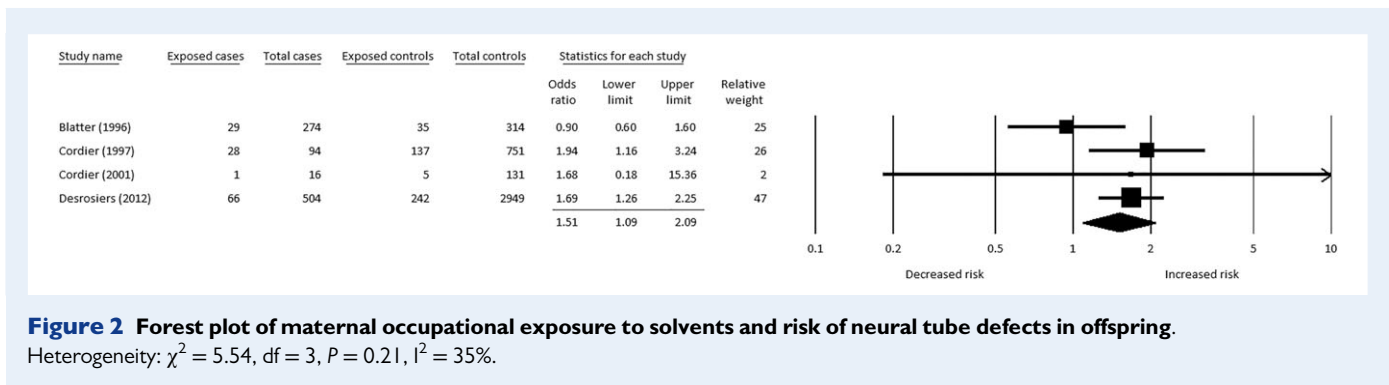 Study name Exposed cases Total cases Exposed controls Total controls Statistics for each study
Odds ratio Lower limit Upper limit Relative weight
Blatter (1996) 29 274 35 314 0.90 0.60 1.60 25
Cordier (1997) 28 94 137 751 1.94 1.16 3.24 26
Cordier (2001) 1 16 5 131 1.68 0.18 15.36 2
Desrosiers (2012) 66 504 242 2949 1.69 1.26 2.25 47
1.51 1.09 2.09
0.1 0.2 0.5 1 2 5 10
Decreased risk Increased risk
Figure 2 Forest plot of maternal occupational exposure to solvents and risk of neural tube defects in offspring.
Heterogeneity: χ² = 5.54, df = 3, P = 0.21, I² = 35%.